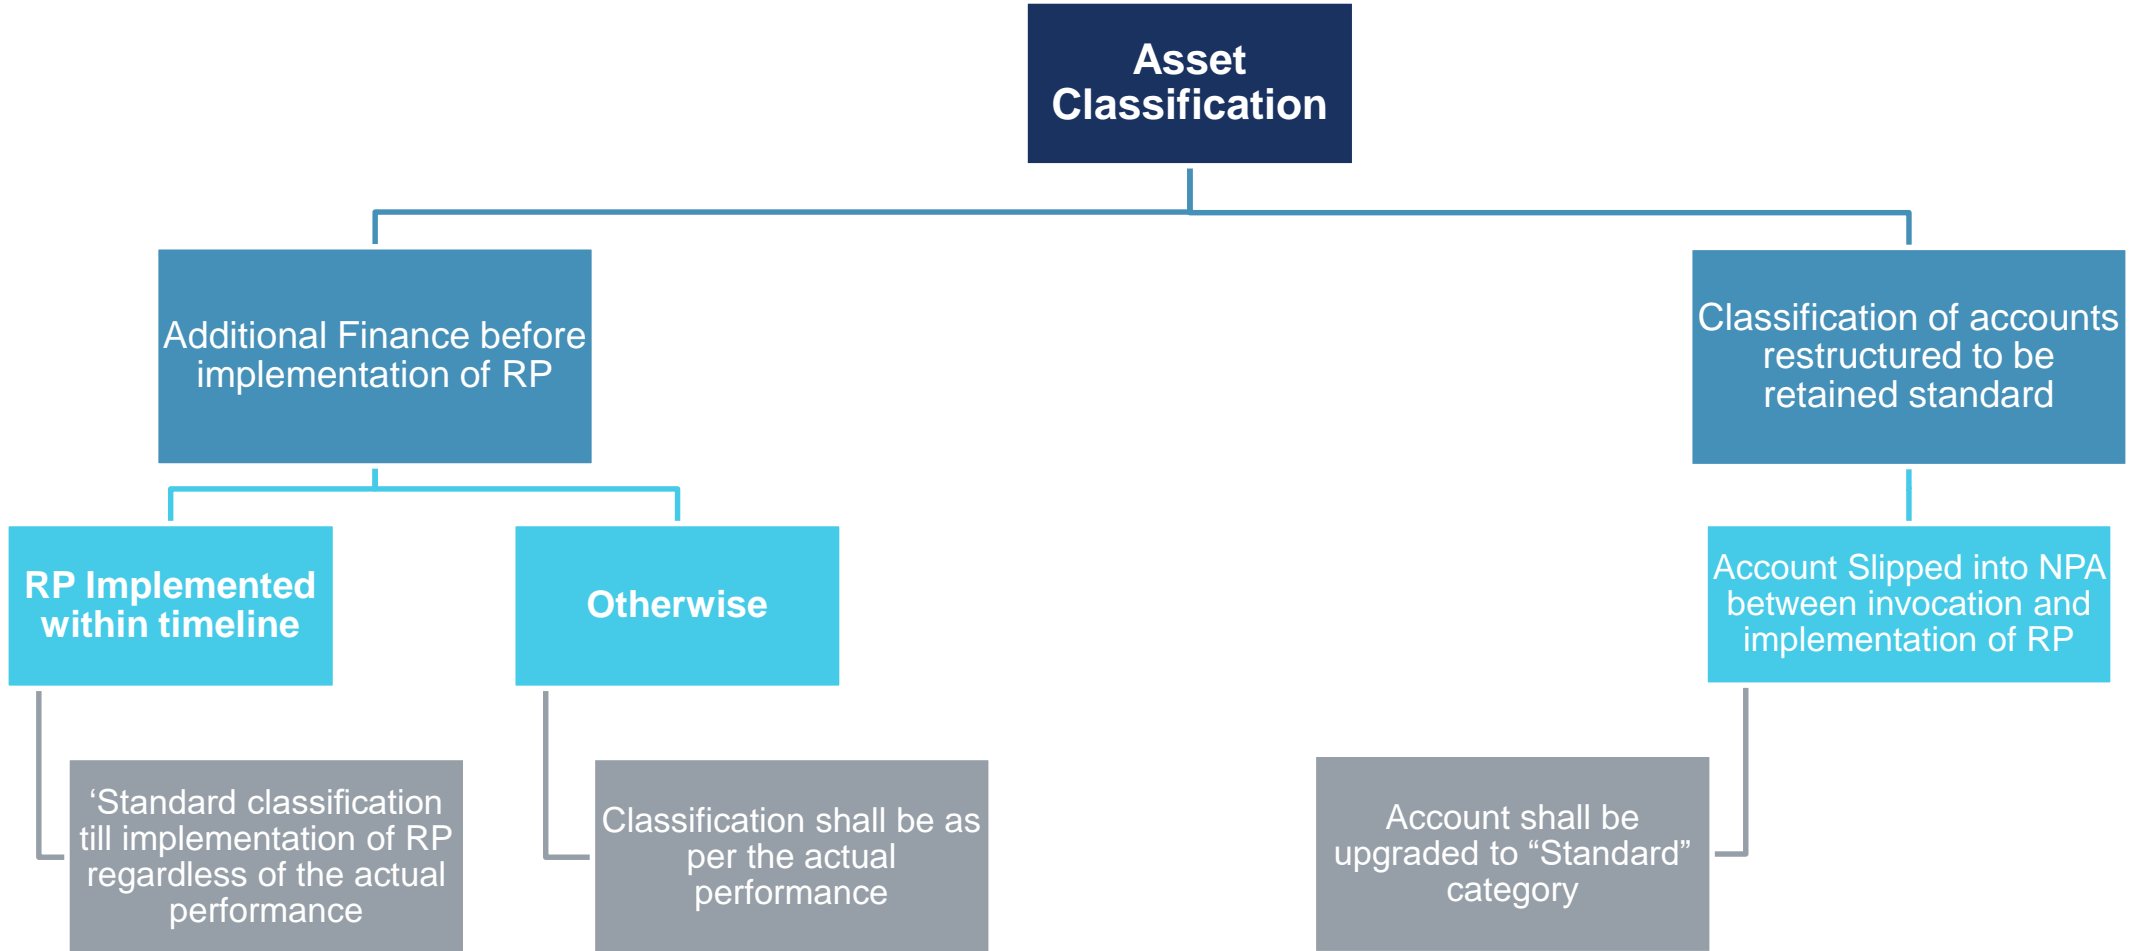 Asset
Classification
Additional Finance before
implementation of RP
Classification of accounts
restructured to be
retained standard
RP Implemented
within timeline
Otherwise
Account Slipped into NPA
between invocation and
implementation of RP
‘Standard classification
till implementation of RP
regardless of the actual
performance
Classification shall be as
per the actual
performance
Account shall be
upgraded to “Standard”
category